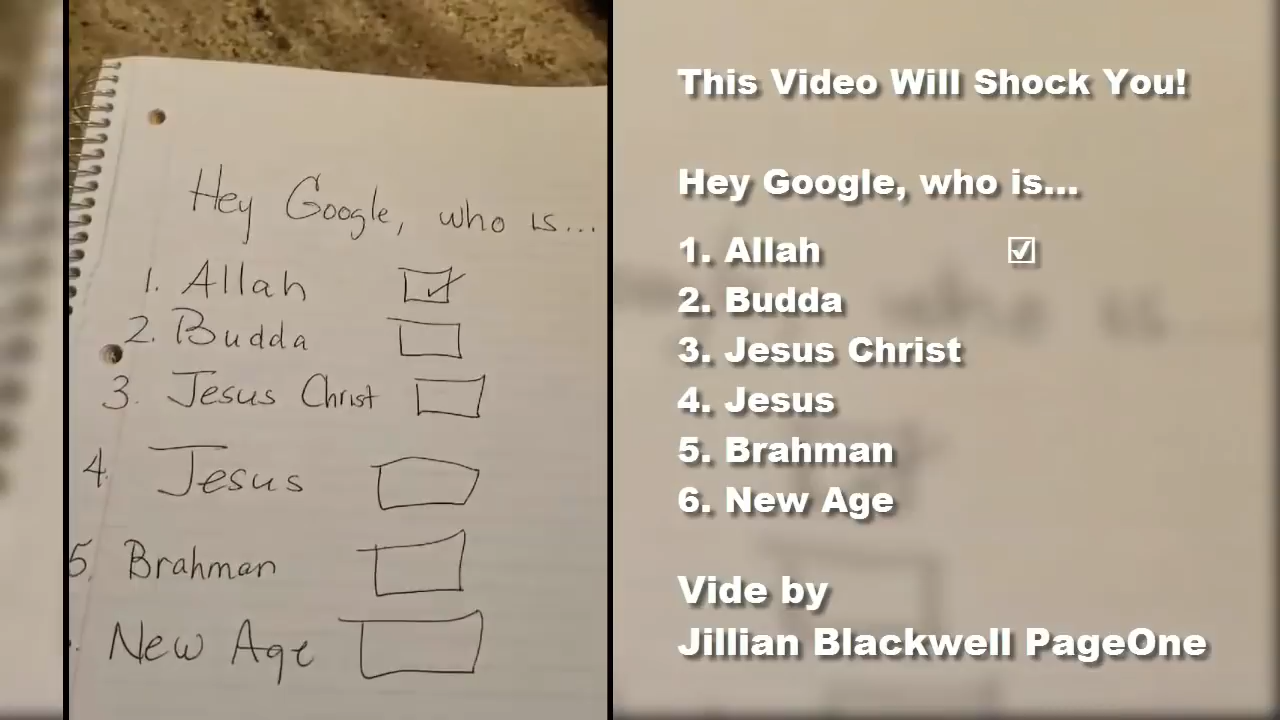 Hey Google, who is...
1. Allah ☑
2. Budda
3. Jesus Christ
4. Jesus
5. Brahman
New Age
This Video Will Shock You!
Hey Google, who is...
1. Allah ☑
2. Budda
3. Jesus Christ
4. Jesus
5. Brahman
6. New Age
Vide by
Jillian Blackwell PageOne